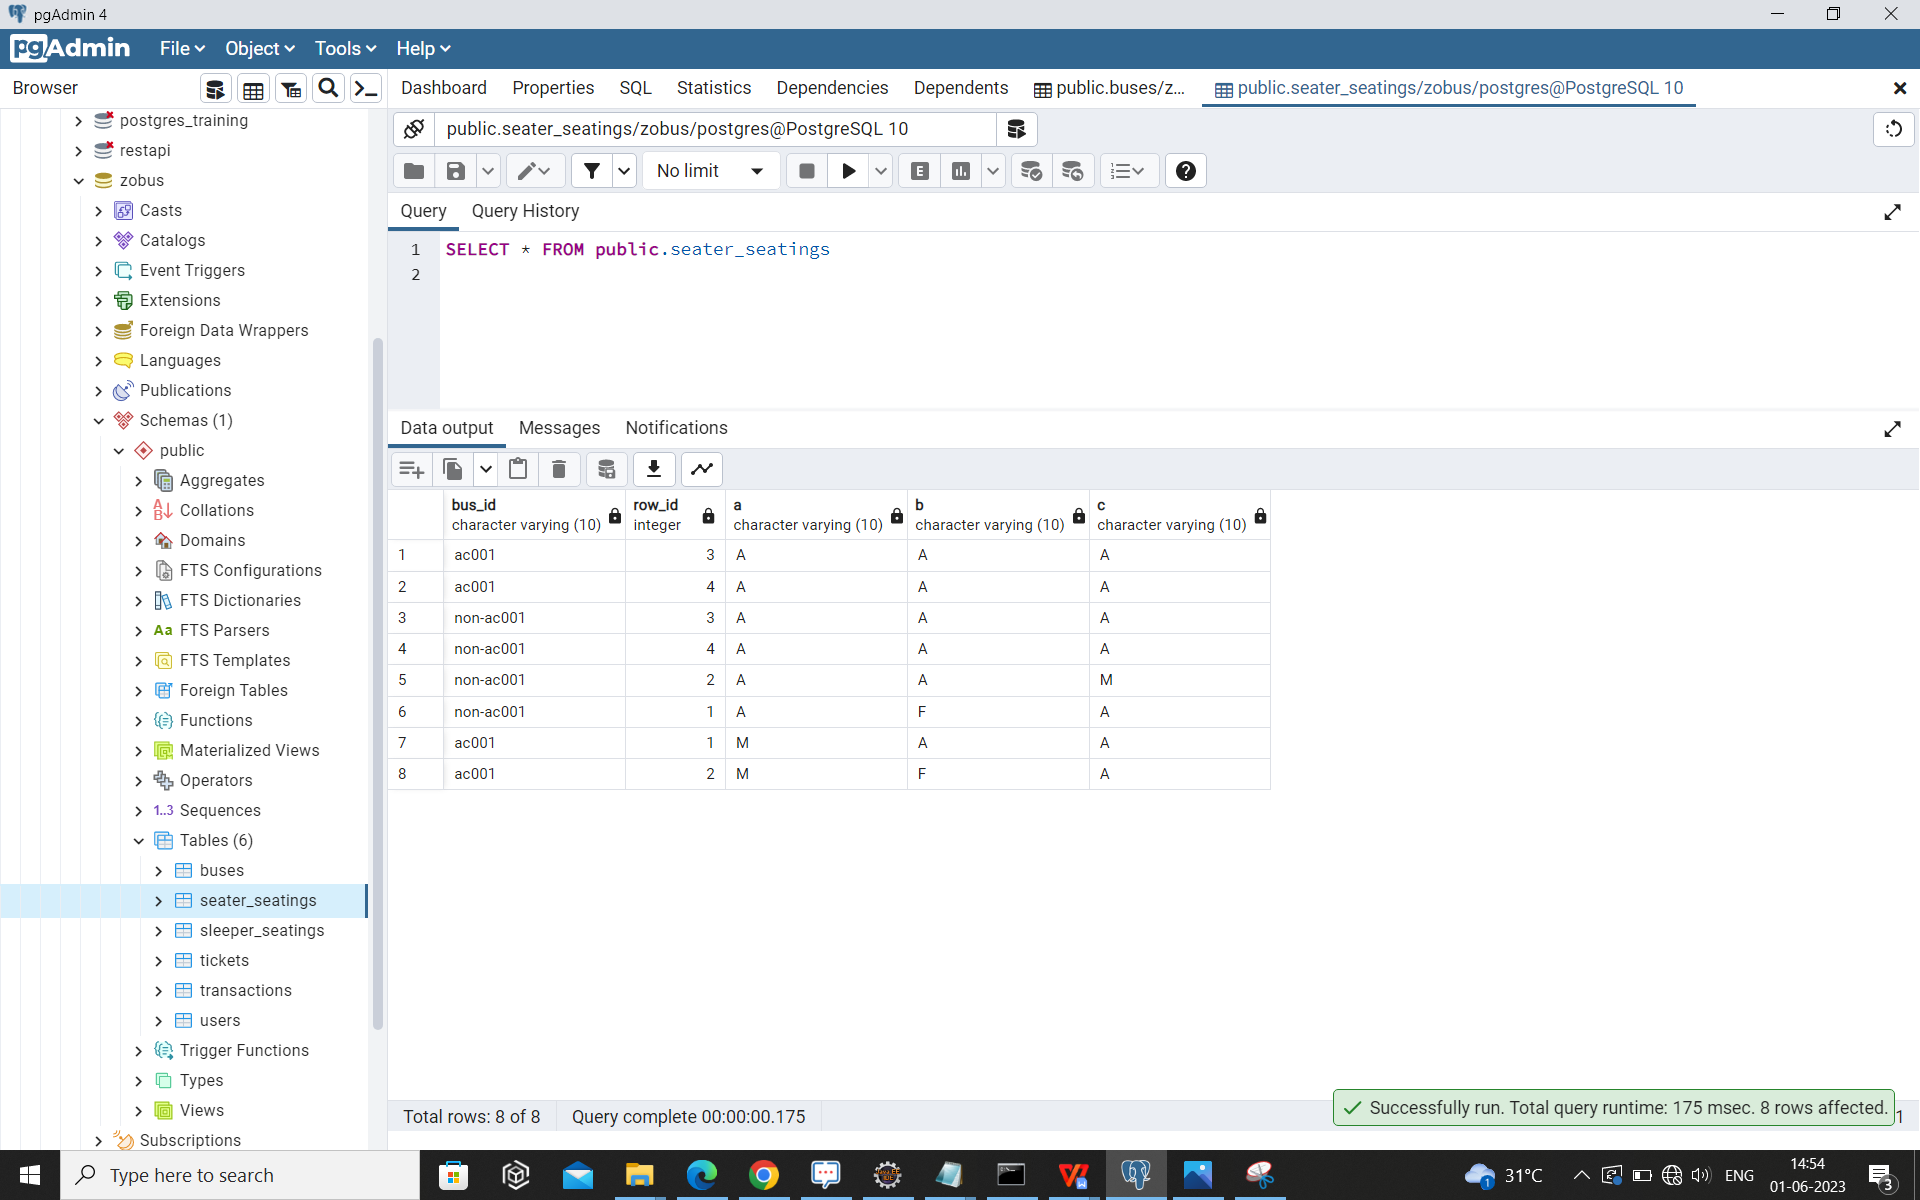 pgAdmin 4
pgAdmin File Object Tools Help
Browser
Dashboard Properties SQL Statistics Dependencies Dependents public.buses/z... public.seater_seatings/zobus/postgres@PostgreSQL 10
public.seater_seatings/zobus/postgres@PostgreSQL 10
No limit
E
Query Query History
1 SELECT * FROM public.seater_seatings
2
postgres_training
restapi
zobus
Casts
Catalogs
Event Triggers
Extensions
Foreign Data Wrappers
Languages
Publications
Schemas (1)
public
Aggregates
Collations
Domains
FTS Configurations
FTS Dictionaries
Aa FTS Parsers
FTS Templates
Foreign Tables
Functions
Materialized Views
Operators
1..3 Sequences
Tables (6)
buses
seater_seatings
sleeper_seatings
tickets
transactions
users
Trigger Functions
Types
Views
Subscriptions
Data output Messages Notifications
bus_id row_id a b c
character varying (10) integer character varying (10) character varying (10) character varying (10)
1 ac001 3 A A A
2 ac001 4 A A A
3 non-ac001 3 A A A
4 non-ac001 4 A A A
5 non-ac001 2 A A M
6 non-ac001 1 A F A
7 ac001 1 M A A
8 ac001 2 M F A
Total rows: 8 of 8 Query complete 00:00:00.175
Successfully run. Total query runtime: 175 msec. 8 rows affected.
1
Type here to search
1 31°C ENG 14:54
01-06-2023
3